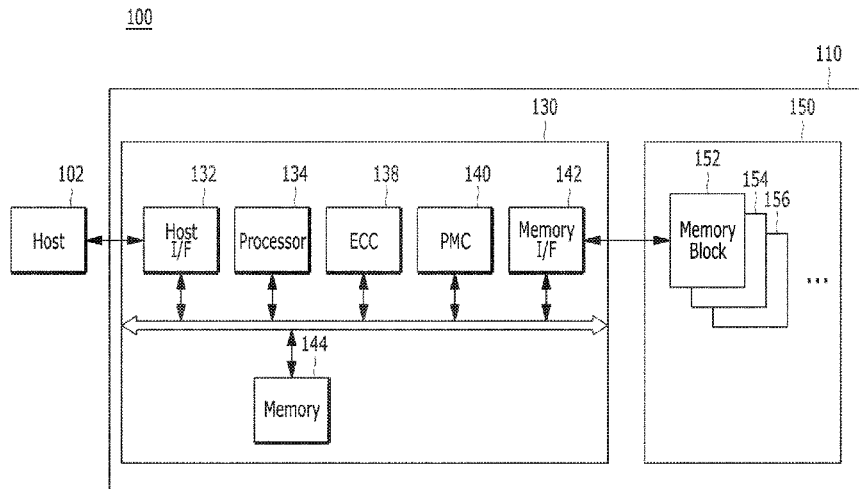 100
110
130
150
102
132
134
138
140
142
152
154
156
Host
Host
I/F
Processor
ECC
PMC
Memory
I/F
Memory
Block
...
144
Memory